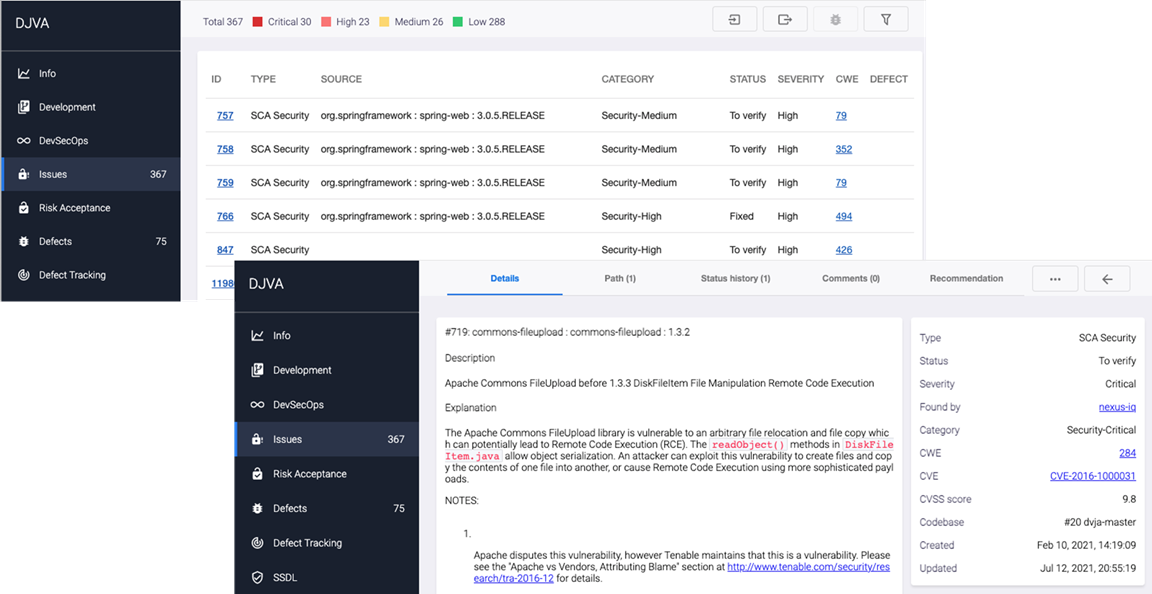 DJVA
Total 367 Critical 30 High 23 Medium 26 Low 288
Info
Development
DevSecOps
Issues 367
Risk Acceptance
Defects 75
Defect Tracking
ID TYPE SOURCE CATEGORY STATUS SEVERITY CWE DEFECT
757 SCA Security org.springframework : spring-web : 3.0.5.RELEASE Security-Medium To verify High 79
758 SCA Security org.springframework : spring-web : 3.0.5.RELEASE Security-Medium To verify High 352
759 SCA Security org.springframework : spring-web : 3.0.5.RELEASE Security-Medium To verify High 79
766 SCA Security org.springframework : spring-web : 3.0.5.RELEASE Security-High Fixed High 494
847 SCA Security Security-High To verify High 426
DJVA
Info
Development
DevSecOps
Issues 367
Risk Acceptance
Defects 75
Defect Tracking
SSDL
Details Path (1) Status history (1) Comments (0) Recommendation
#719: commons-fileupload : commons-fileupload : 1.3.2
Description
Apache Commons FileUpload before 1.3.3 DiskFileItem File Manipulation Remote Code Execution
Explanation
The Apache Commons FileUpload library is vulnerable to an arbitrary file relocation and file copy whic
h can potentially lead to Remote Code Execution (RCE). The readObject() methods in DiskFile
Item.java allow object serialization. An attacker can exploit this vulnerability to create files and cop
y the contents of one file into another, or cause Remote Code Execution using more sophisticated payl
oads.
NOTES:
1.
Apache disputes this vulnerability, however Tenable maintains that this is a vulnerability. Please
see the "Apache vs Vendors, Attributing Blame" section at http://www.tenable.com/security/res
earch/tra-2016-12 for details.
Type SCA Security
Status To verify
Severity Critical
Found by nexus-iq
Category Security-Critical
CWE 284
CVE CVE-2016-1000031
CVSS score 9.8
Codebase #20 dvja-master
Created Feb 10, 2021, 14:19:09
Updated Jul 12, 2021, 20:55:19